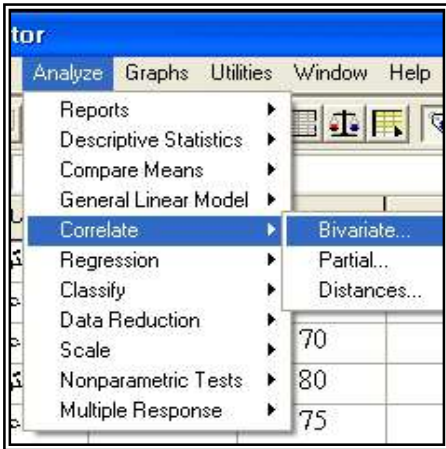 tor
Analyze Graphs Utilities Window Help
Reports
Descriptive Statistics
Compare Means
General Linear Model
Correlate
Bivariate...
Regression
Partial...
Classify
Distances...
Data Reduction
Scale
70
Nonparametric Tests
80
Multiple Response
75